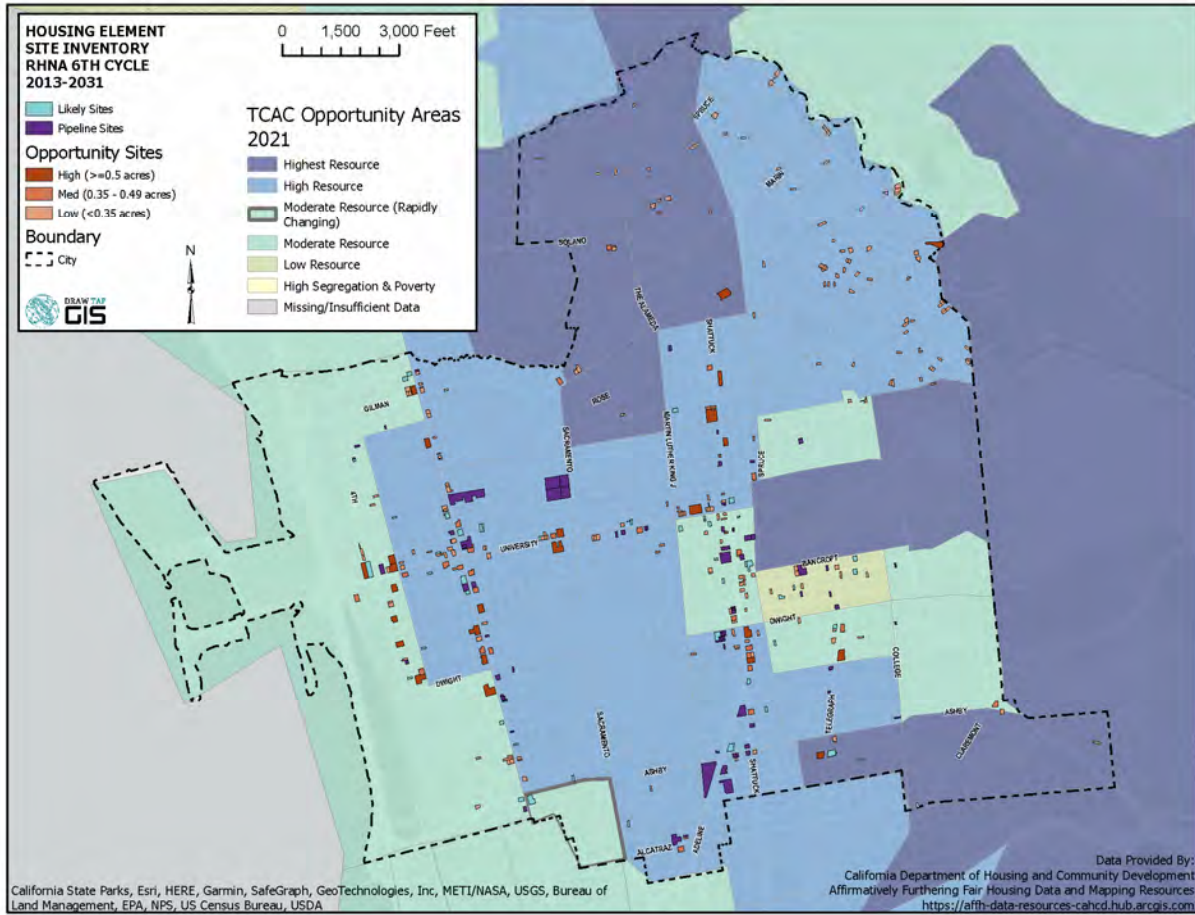 HOUSING ELEMENT
SITE INVENTORY
RHNA 6TH CYCLE
2013-2031
Likely Sites
Pipeline Sites
Opportunity Sites
High (>=0.5 acres)
Med (0.35 - 0.49 acres)
Low (<0.35 acres)
Boundary
City
N
DRAW TAP
GIS
0 1,500 3,000 Feet
TCAC Opportunity Areas
2021
Highest Resource
High Resource
Moderate Resource (Rapidly
Changing)
Moderate Resource
Low Resource
High Segregation & Poverty
Missing/Insufficient Data
SPRUCE
MARIN
SOLANO
THE ALAMEDA
SHATTUCK
ROSE
GILMAN
SACRAMENTO
MARTIN LUTHER KING J
SPRUCE
4TH
UNIVERSITY
BANCROFT
DWIGHT
DWIGHT
COLLEGE
TELEGRAPH
SACRAMENTO
ASHBY
CLAREMONT
ASHBY
SHATTUCK
ADELINE
ALCATRAZ
California State Parks, Esri, HERE, Garmin, SafeGraph, GeoTechnologies, Inc, METI/NASA, USGS, Bureau of
Land Management, EPA, NPS, US Census Bureau, USDA
Data Provided By:
California Department of Housing and Community Development
Affirmatively Furthering Fair Housing Data and Mapping Resources
https://affh-data-resources-cahcd.hub.arcgis.com